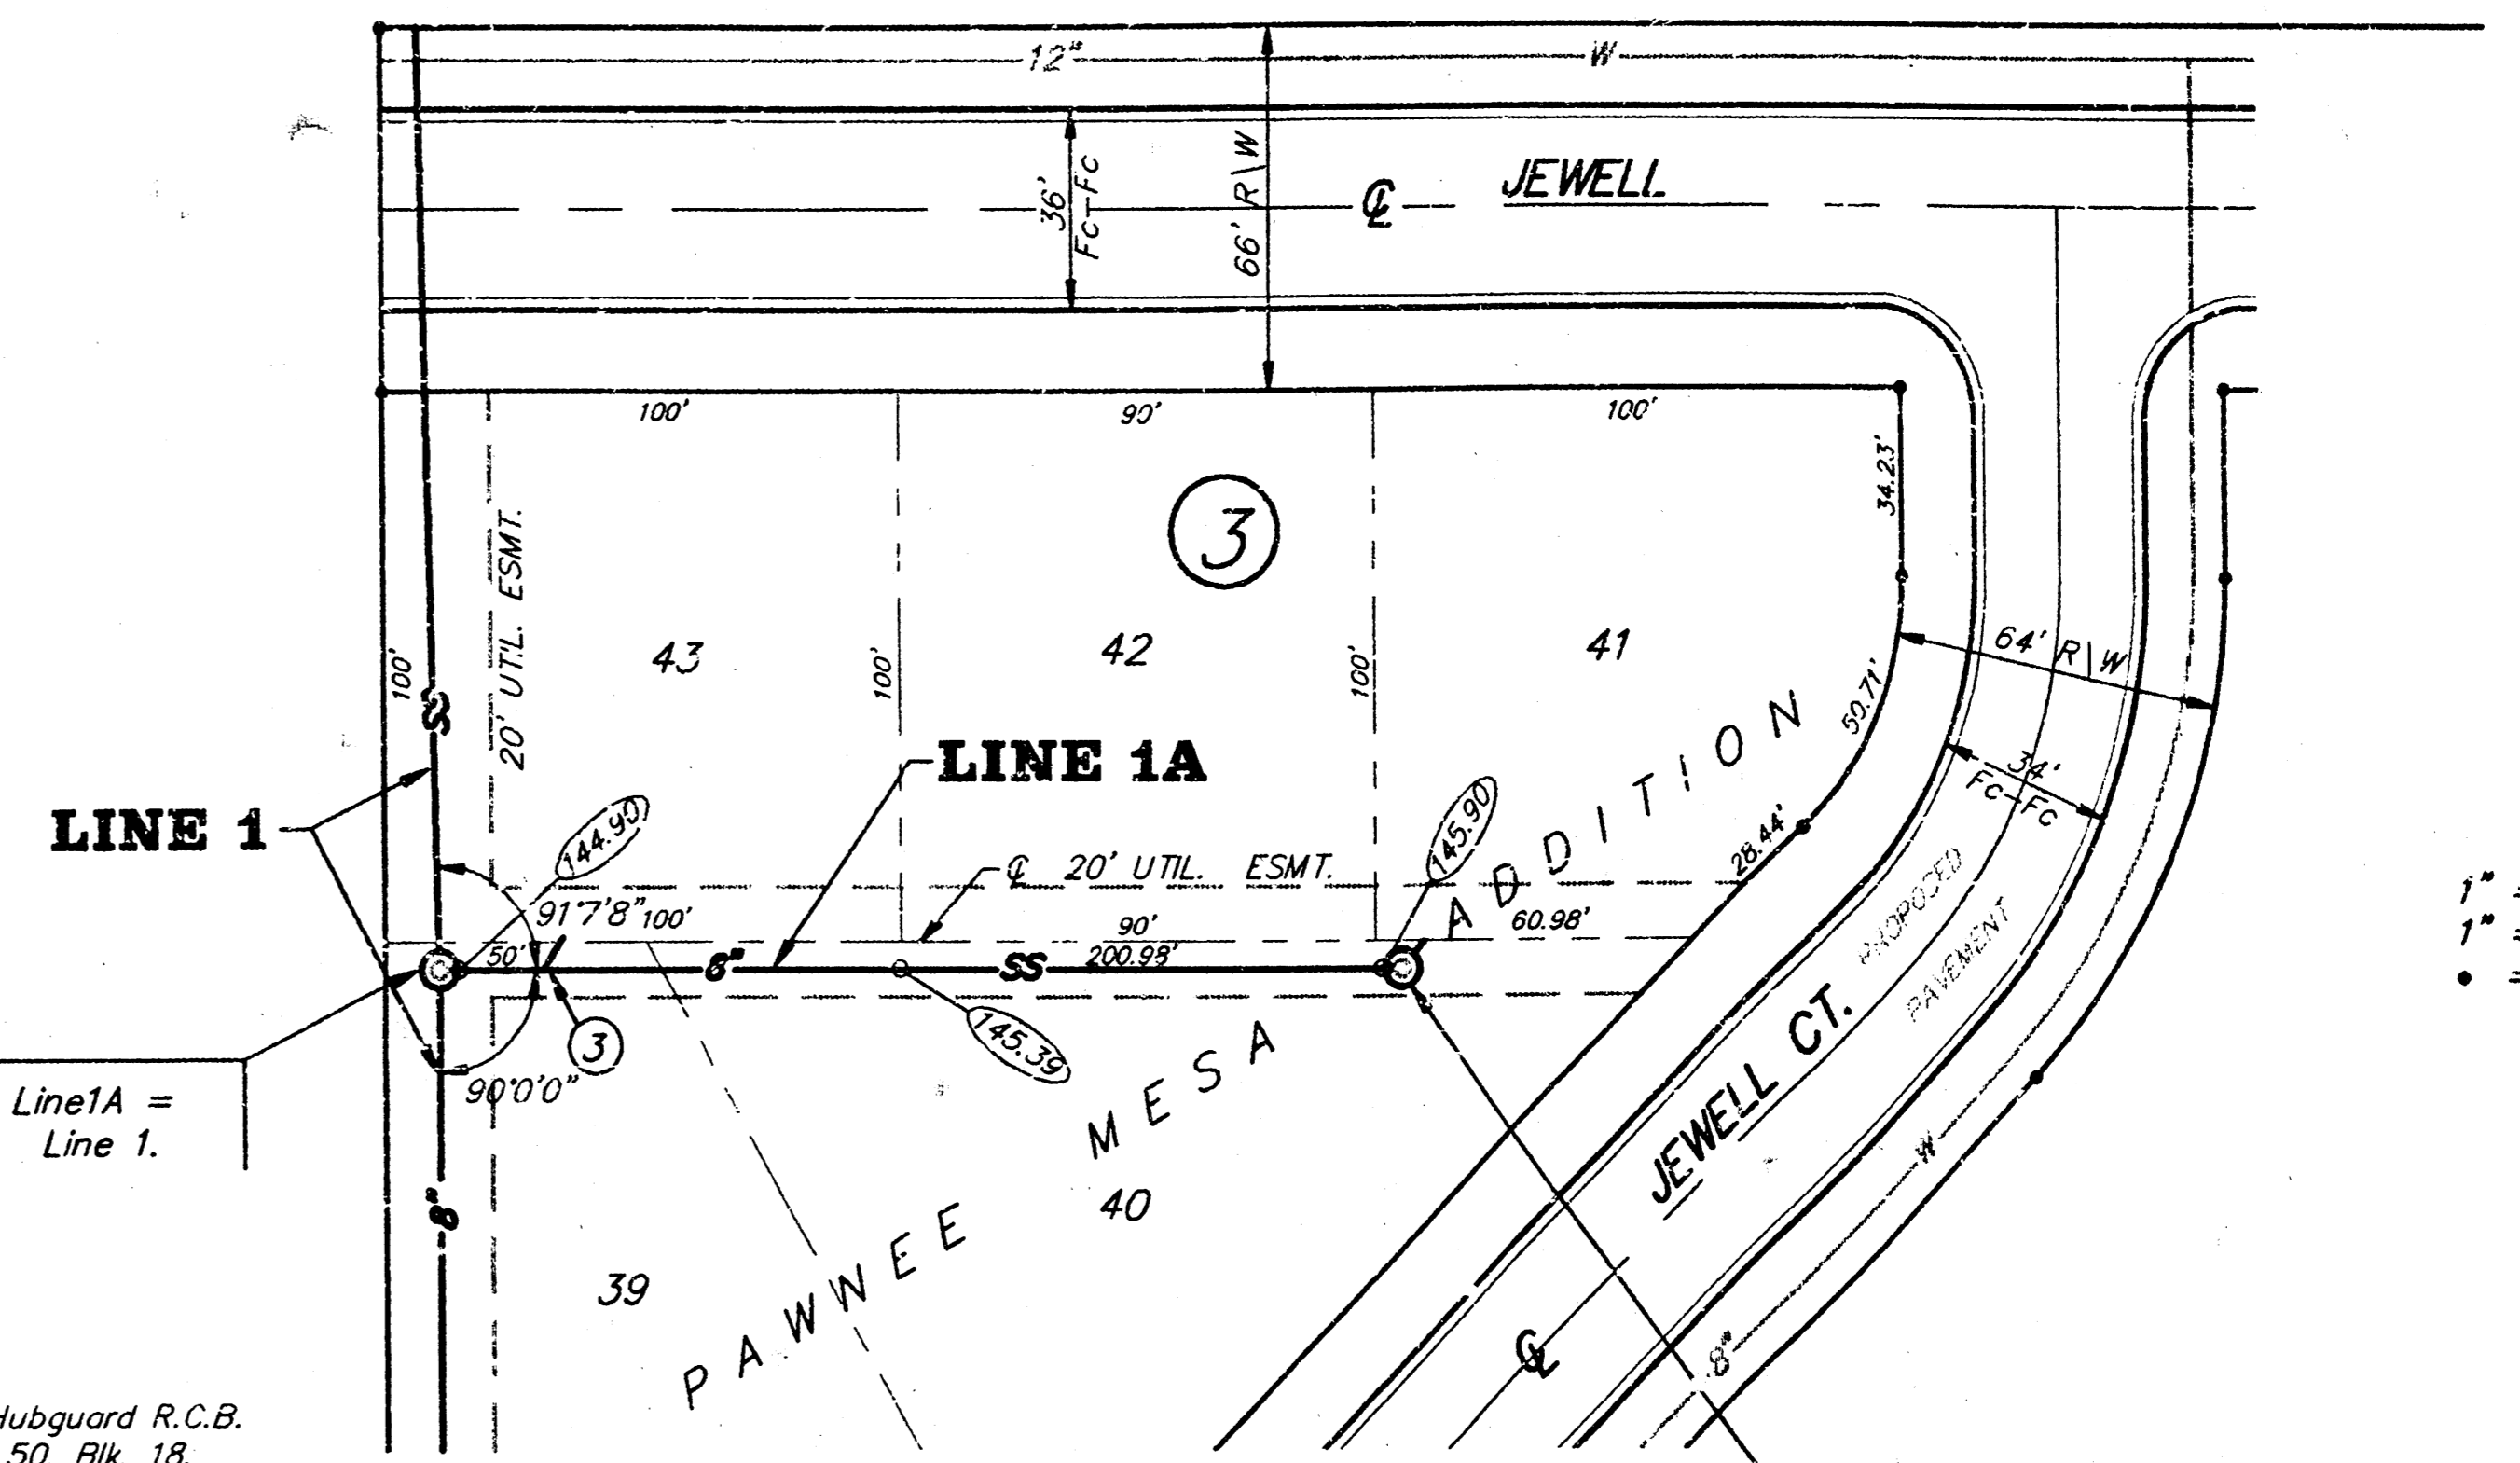 12"
W
36'
FC-FC
66' R\W
℄
JEWELL
100'
90'
100'
34.23'
20' UTIL. ESMT.
3
43
42
41
100'
100'
100'
S
64' R\W
50.71'
34'
FC-FC
LINE 1A
LINE 1
144.90
145.90
28.44'
℄ 20' UTIL. ESMT.
91°7'8"
100'
90'
60.98'
50'
8"
SS
200.98'
145.39
3
90°0'0"
PAWNEE MESA ADDITION
PROPOSED
PAVEMENT
JEWELL CT.
1"
1"
• =
Line1A =
Line 1.
8"
40
39
W
8"
℄
Hubguard R.C.B.
50 Blk 18.